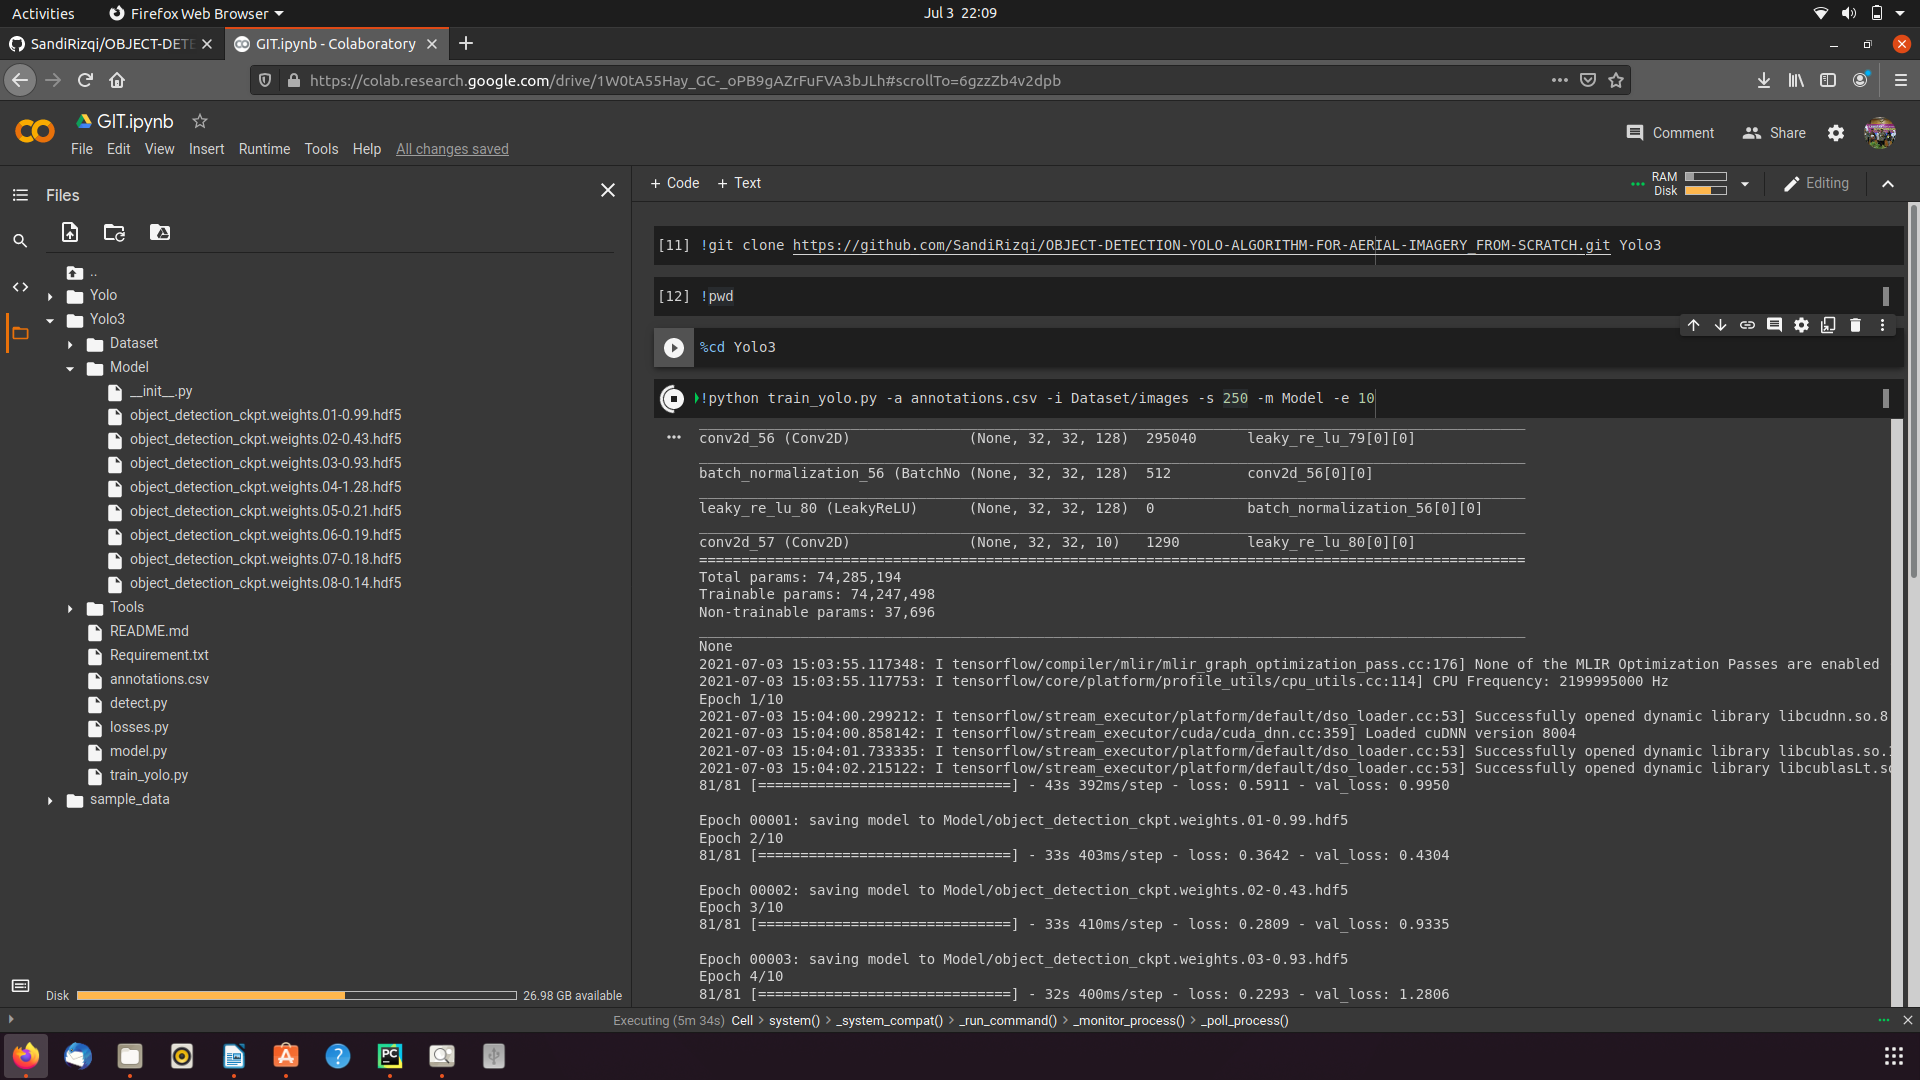 Activities
Firefox Web Browser
Jul 3 22:09
SandiRizqi/OBJECT-DETE
GIT.ipynb - Colaboratory
https://colab.research.google.com/drive/1W0tA55Hay_GC-_oPB9gAZrFuFVA3bJLh#scrollTo=6gzzZb4v2dpb
GIT.ipynb
Comment
Share
File Edit View Insert Runtime Tools Help All changes saved
Files
+ Code + Text
RAM
Disk
Editing
..
Yolo
Yolo3
Dataset
Model
__init__.py
object_detection_ckpt.weights.01-0.99.hdf5
object_detection_ckpt.weights.02-0.43.hdf5
object_detection_ckpt.weights.03-0.93.hdf5
object_detection_ckpt.weights.04-1.28.hdf5
object_detection_ckpt.weights.05-0.21.hdf5
object_detection_ckpt.weights.06-0.19.hdf5
object_detection_ckpt.weights.07-0.18.hdf5
object_detection_ckpt.weights.08-0.14.hdf5
Tools
README.md
Requirement.txt
annotations.csv
detect.py
losses.py
model.py
train_yolo.py
sample_data
Disk 26.98 GB available
[11] !git clone https://github.com/SandiRizqi/OBJECT-DETECTION-YOLO-ALGORITHM-FOR-AERIAL-IMAGERY_FROM-SCRATCH.git Yolo3
[12] !pwd
%cd Yolo3
!python train_yolo.py -a annotations.csv -i Dataset/images -s 250 -m Model -e 10
conv2d_56 (Conv2D) (None, 32, 32, 128) 295040 leaky_re_lu_79[0][0]
batch_normalization_56 (BatchNo (None, 32, 32, 128) 512 conv2d_56[0][0]
leaky_re_lu_80 (LeakyReLU) (None, 32, 32, 128) 0 batch_normalization_56[0][0]
conv2d_57 (Conv2D) (None, 32, 32, 10) 1290 leaky_re_lu_80[0][0]
==================================================================================================
Total params: 74,285,194
Trainable params: 74,247,498
Non-trainable params: 37,696
None
2021-07-03 15:03:55.117348: I tensorflow/compiler/mlir/mlir_graph_optimization_pass.cc:176] None of the MLIR Optimization Passes are enabled
2021-07-03 15:03:55.117753: I tensorflow/core/platform/profile_utils/cpu_utils.cc:114] CPU Frequency: 2199995000 Hz
Epoch 1/10
2021-07-03 15:04:00.299212: I tensorflow/stream_executor/platform/default/dso_loader.cc:53] Successfully opened dynamic library libcudnn.so.8
2021-07-03 15:04:00.858142: I tensorflow/stream_executor/cuda/cuda_dnn.cc:359] Loaded cuDNN version 8004
2021-07-03 15:04:01.733335: I tensorflow/stream_executor/platform/default/dso_loader.cc:53] Successfully opened dynamic library libcublas.so.
2021-07-03 15:04:02.215122: I tensorflow/stream_executor/platform/default/dso_loader.cc:53] Successfully opened dynamic library libcublasLt.so
81/81 [==============================] - 43s 392ms/step - loss: 0.5911 - val_loss: 0.9950
Epoch 00001: saving model to Model/object_detection_ckpt.weights.01-0.99.hdf5
Epoch 2/10
81/81 [==============================] - 33s 403ms/step - loss: 0.3642 - val_loss: 0.4304
Epoch 00002: saving model to Model/object_detection_ckpt.weights.02-0.43.hdf5
Epoch 3/10
81/81 [==============================] - 33s 410ms/step - loss: 0.2809 - val_loss: 0.9335
Epoch 00003: saving model to Model/object_detection_ckpt.weights.03-0.93.hdf5
Epoch 4/10
81/81 [==============================] - 32s 400ms/step - loss: 0.2293 - val_loss: 1.2806
Executing (5m 34s) Cell > system() > _system_compat() > _run_command() > _monitor_process() > _poll_process()